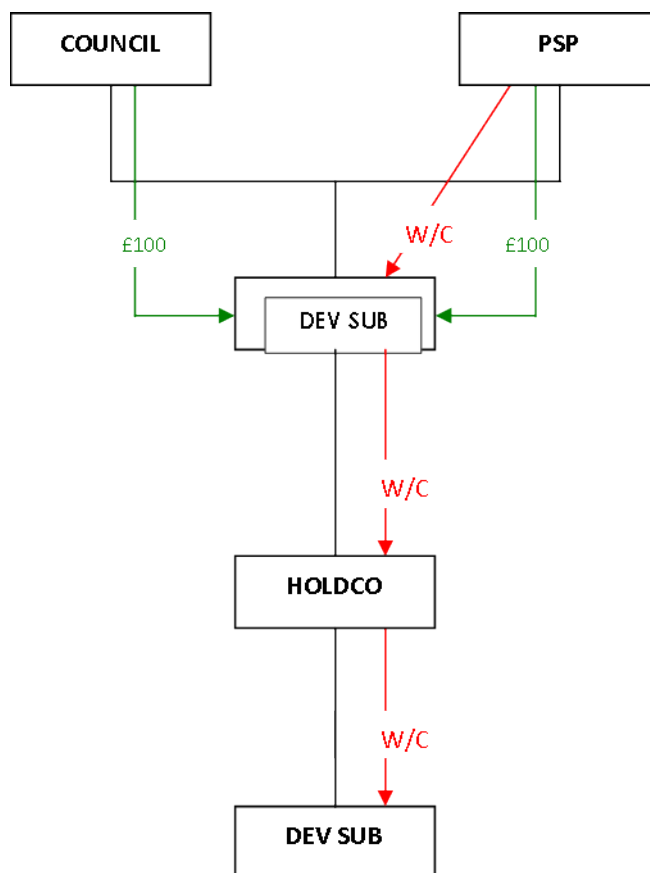 COUNCIL
PSP
W/C
£100
£100
DEV SUB
W/C
HOLDCO
W/C
DEV SUB